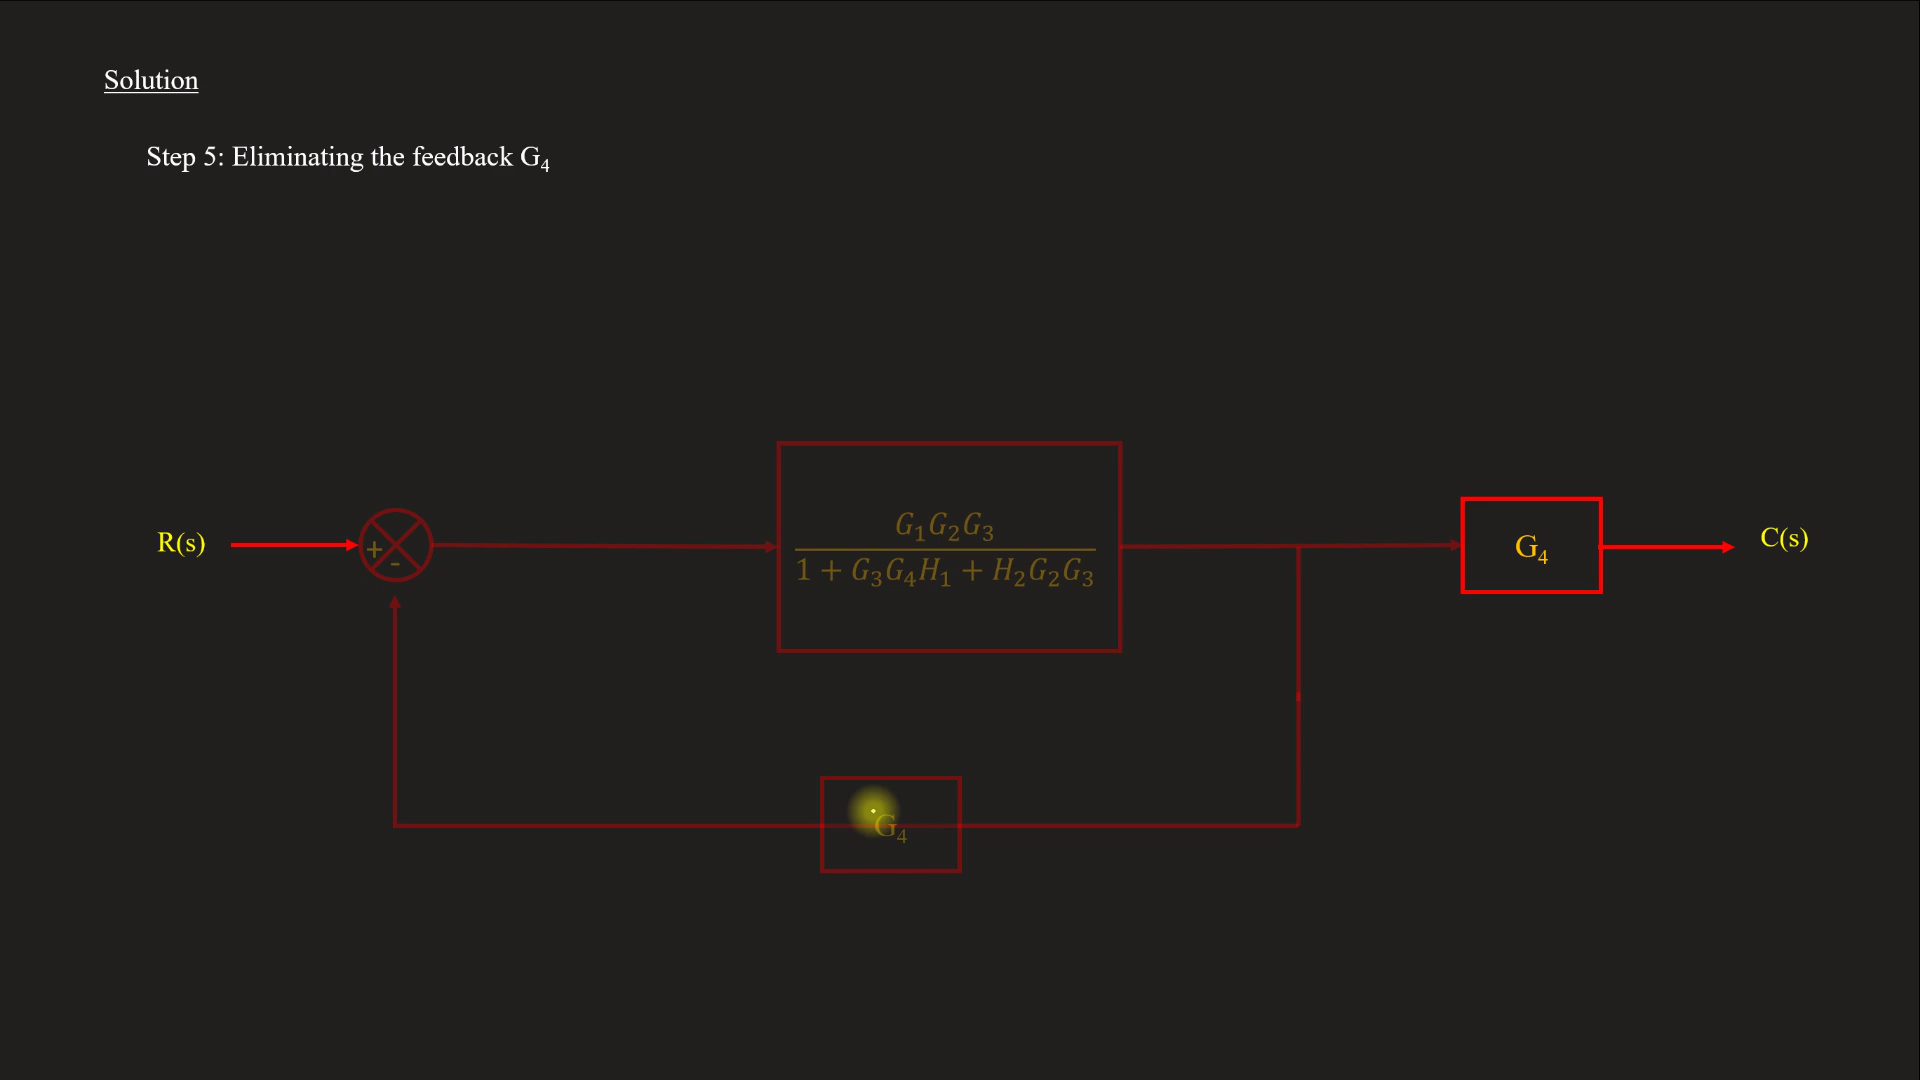 Solution
Step 5: Eliminating the feedback G₄
G₁G₂G₃
1 + G₃G₄H₁ + H₂G₂G₃
R(s)
+
-
G₄
C(s)
G₄